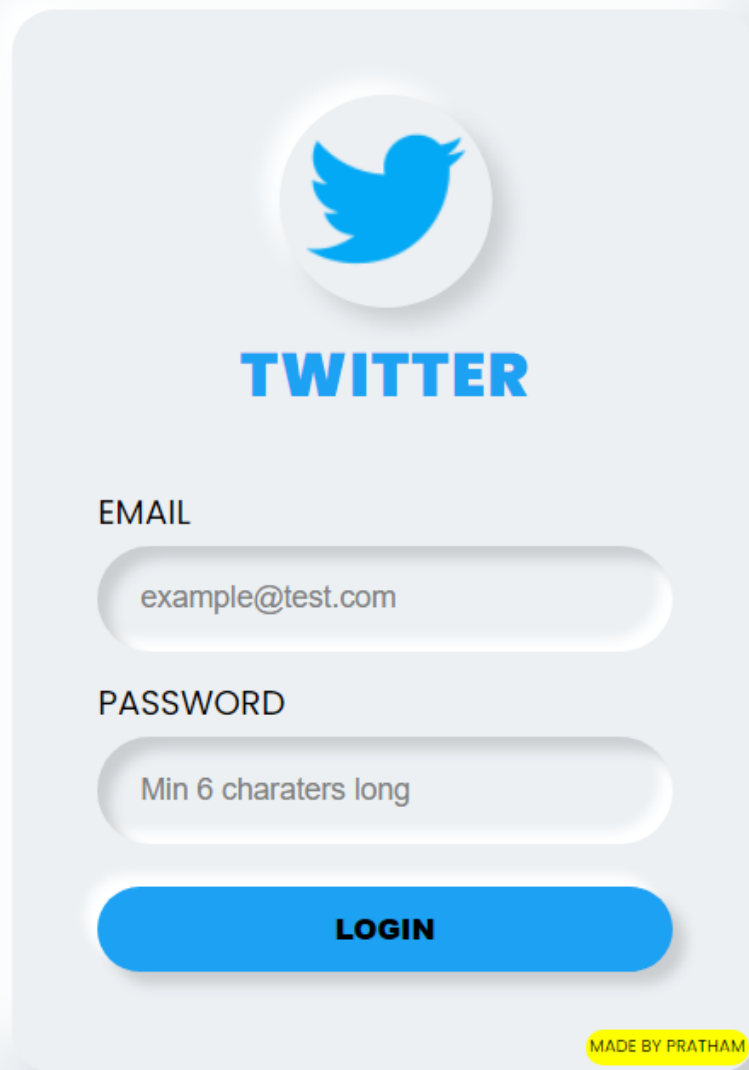 TWITTER
EMAIL
example@test.com
PASSWORD
Min 6 charaters long
LOGIN
MADE BY PRATHAM